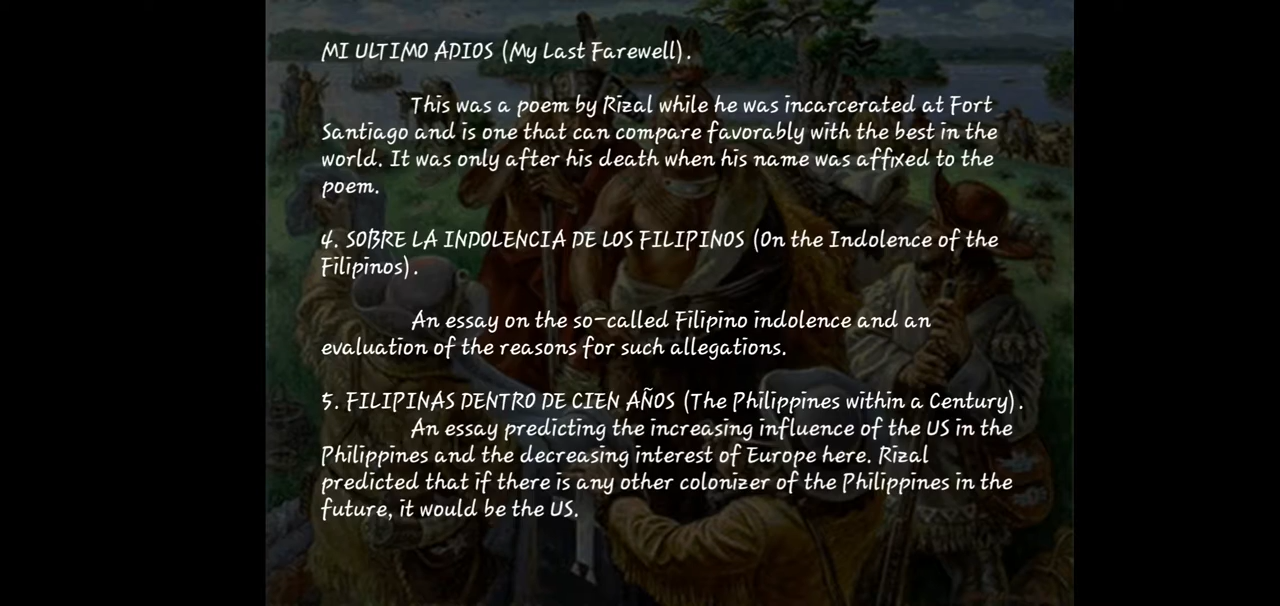 MI ULTIMO ADIOS (My Last Farewell).
This was a poem by Rizal while he was incarcerated at Fort
Santiago and is one that can compare favorably with the best in the
world. It was only after his death when his name was affixed to the
poem.
4. SOBRE LA INDOLENCIA DE LOS FILIPINOS (On the Indolence of the
Filipinos).
An essay on the so-called Filipino indolence and an
evaluation of the reasons for such allegations.
5. FILIPINAS DENTRO DE CIEN AÑOS (The Philippines within a Century).
An essay predicting the increasing influence of the US in the
Philippines and the decreasing interest of Europe here. Rizal
predicted that if there is any other colonizer of the Philippines in the
future, it would be the US.